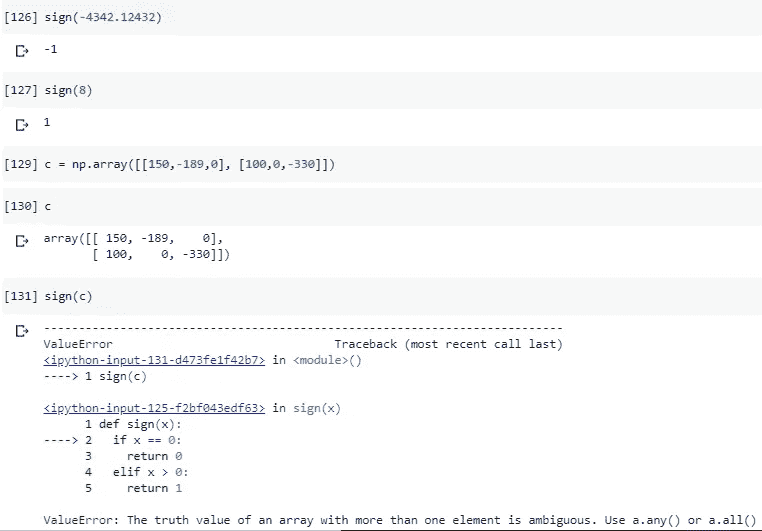 [126] sign(-4342.12432)
-1
[127] sign(8)
1
[129] c = np.array([[150,-189,0], [100,0,-330]])
[130] c
array([[ 150, -189,    0],
       [ 100,    0, -330]])
[131] sign(c)
---------------------------------------------------------------------------
ValueError                                Traceback (most recent call last)
<ipython-input-131-d473fe1f42b7> in <module>()
----> 1 sign(c)
<ipython-input-125-f2bf043edf63> in sign(x)
      1 def sign(x):
----> 2   if x == 0:
      3     return 0
      4   elif x > 0:
      5     return 1
ValueError: The truth value of an array with more than one element is ambiguous. Use a.any() or a.all()